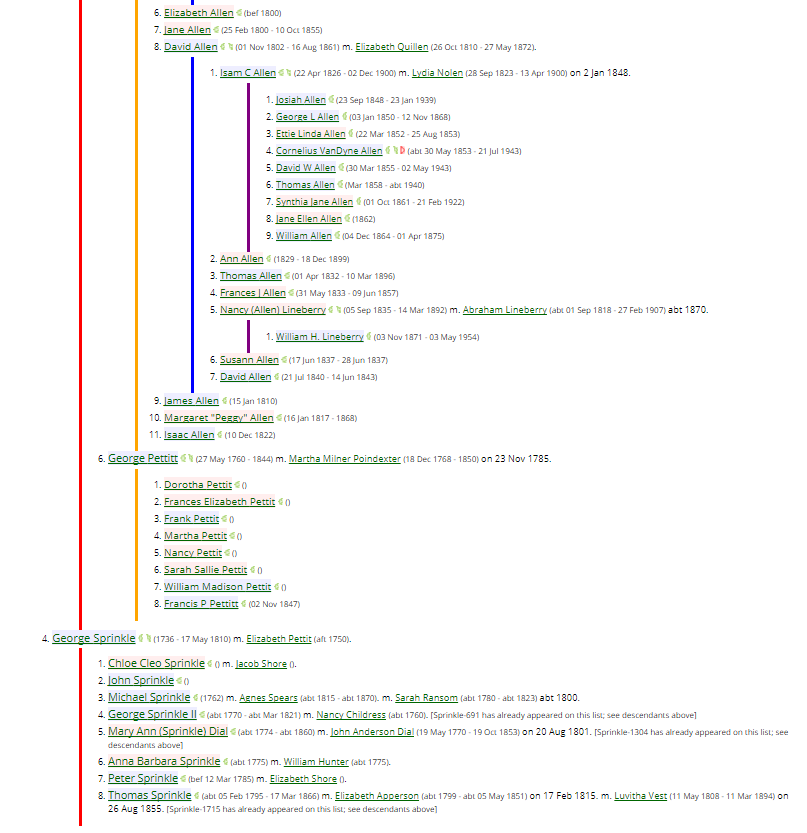 6. Elizabeth Allen (bef 1800)
7. Jane Allen (25 Feb 1800 - 10 Oct 1855)
8. David Allen (01 Nov 1802 - 16 Aug 1861) m. Elizabeth Quillen (26 Oct 1810 - 27 May 1872).
1. Isam C Allen (22 Apr 1826 - 02 Dec 1900) m. Lydia Nolen (28 Sep 1823 - 13 Apr 1900) on 2 Jan 1848.
1. Josiah Allen (23 Sep 1848 - 23 Jan 1939)
2. George L Allen (03 Jan 1850 - 12 Nov 1868)
3. Ettie Linda Allen (22 Mar 1852 - 25 Aug 1853)
4. Cornelius VanDyne Allen (abt 30 May 1853 - 21 Jul 1943)
5. David W Allen (30 Mar 1855 - 02 May 1943)
6. Thomas Allen (Mar 1858 - abt 1940)
7. Synthia Jane Allen (01 Oct 1861 - 21 Feb 1922)
8. Jane Ellen Allen (1862)
9. William Allen (04 Dec 1864 - 01 Apr 1875)
2. Ann Allen (1829 - 18 Dec 1899)
3. Thomas Allen (01 Apr 1832 - 10 Mar 1896)
4. Frances J Allen (31 May 1833 - 09 Jun 1857)
5. Nancy (Allen) Lineberry (05 Sep 1835 - 14 Mar 1892) m. Abraham Lineberry (abt 01 Sep 1818 - 27 Feb 1907) abt 1870.
1. William H. Lineberry (03 Nov 1871 - 03 May 1954)
6. Susann Allen (17 Jun 1837 - 28 Jun 1837)
7. David Allen (21 Jul 1840 - 14 Jun 1843)
9. James Allen (15 Jan 1810)
10. Margaret "Peggy" Allen (16 Jan 1817 - 1868)
11. Isaac Allen (10 Dec 1822)
6. George Pettitt (27 May 1760 - 1844) m. Martha Milner Poindexter (18 Dec 1768 - 1850) on 23 Nov 1785.
1. Dorotha Pettit ()
2. Frances Elizabeth Pettit ()
3. Frank Pettit ()
4. Martha Pettit ()
5. Nancy Pettit ()
6. Sarah Sallie Pettit ()
7. William Madison Pettit ()
8. Francis P Pettitt (02 Nov 1847)
4. George Sprinkle (1736 - 17 May 1810) m. Elizabeth Pettit (aft 1750).
1. Chloe Cleo Sprinkle () m. Jacob Shore ().
2. John Sprinkle ()
3. Michael Sprinkle (1762) m. Agnes Spears (abt 1815 - abt 1870). m. Sarah Ransom (abt 1780 - abt 1823) abt 1800.
4. George Sprinkle II (abt 1770 - abt Mar 1821) m. Nancy Childress (abt 1760). [Sprinkle-691 has already appeared on this list; see descendants above]
5. Mary Ann (Sprinkle) Dial (abt 1774 - abt 1860) m. John Anderson Dial (19 May 1770 - 19 Oct 1853) on 20 Aug 1801. [Sprinkle-1304 has already appeared on this list; see
descendants above]
6. Anna Barbara Sprinkle (abt 1775) m. William Hunter (abt 1775).
7. Peter Sprinkle (bef 12 Mar 1785) m. Elizabeth Shore ().
8. Thomas Sprinkle (abt 05 Feb 1795 - 17 Mar 1866) m. Elizabeth Apperson (abt 1799 - abt 05 May 1851) on 17 Feb 1815. m. Luvitha Vest (11 May 1808 - 11 Mar 1894) on
26 Aug 1855. [Sprinkle-1715 has already appeared on this list; see descendants above]